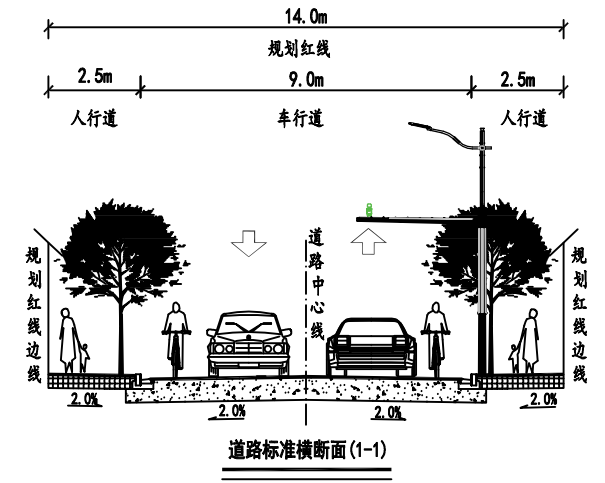 14.0m
规划红线
2.5m 9.0m 2.5m
人行道 车行道 人行道
规划红线边线
道路中心线
规划红线边线
2.0% 2.0% 2.0% 2.0%
道路标准横断面(1-1)